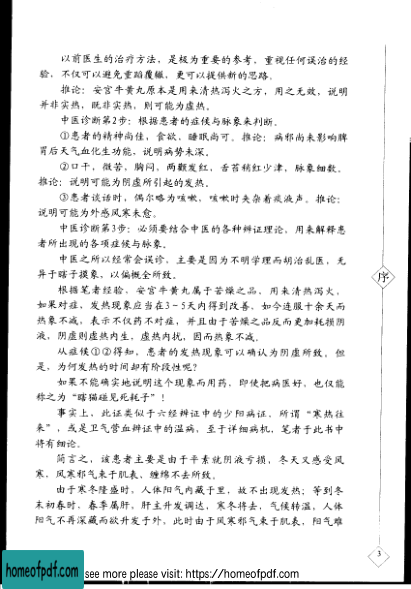 以前医生的治疗方法，是极为重要的参考，重视任何误治的经
验，不仅可以避免重蹈覆辙，更可以提供新的思路。
推论：安宫牛黄丸原本是用来清热泻火之方，用之无效，说明
并非实热，既非实热，则可能为虚热。
中医诊断第2步：根据患者的症候与脉象来判断。
①患者的精神尚佳，食欲、睡眠尚可。推论：病邪尚未影响脾
胃后天气血化生功能，说明病势未深。
②口干，微苦，胸闷，两颧发红，舌苔稍红少津，脉象细数。
推论：说明可能为阴虚所引起的发热。
③患者谈话时，偶尔略为咳嗽，咳嗽时夹杂着痰液声。推论：
说明可能为外感风寒未愈。
中医诊断第3步：必须要结合中医的各种辨证理论，用来解释患
者所出现的各项症候与脉象。
中医之所以经常会误诊，主要是因为不明学理而胡治乱医，无
异于瞎子摸象，以偏概全所致。
根据笔者经验，安宫牛黄丸属于苦燥之品，用来清热泻火，
如果对症，发热现象应当在3~5天内得到改善。如今连服十余天而
热象不减，表示不仅药不对症，并且由于苦燥之品反而更加耗损阴
液，阴虚则虚热内生，虚热内扰，因而热象不减。
从症候①②得知，患者的发热现象可以确认为阴虚所致，但
是，为何发热的时间却有阶段性呢？
如果不能确实地说明这个现象而用药，即使把病医好，也仅能
称之为“瞎猫碰见死耗子”！
事实上，此证类似于六经辨证中的少阳病证，所谓“寒热往
来”，或是卫气营血辨证中的温病，至于详细病机，笔者于此书中
将有细论。
简言之，该患者主要是由于平素就阴液亏损，冬天又感受风
寒，风寒邪气束于肌表，缠绵不去所致。
由于寒冬隆盛时，人体阳气内藏于里，故不出现发热；等到冬
末初春时，春季属肝，肝主升发调达，寒冬将去，气候转温，人体
阳气不再深藏而欲升发于外，此时由于风寒邪气束于肌表，阳气难
序
3
homeofpdf.com
see more please visit: https://homeofpdf.com